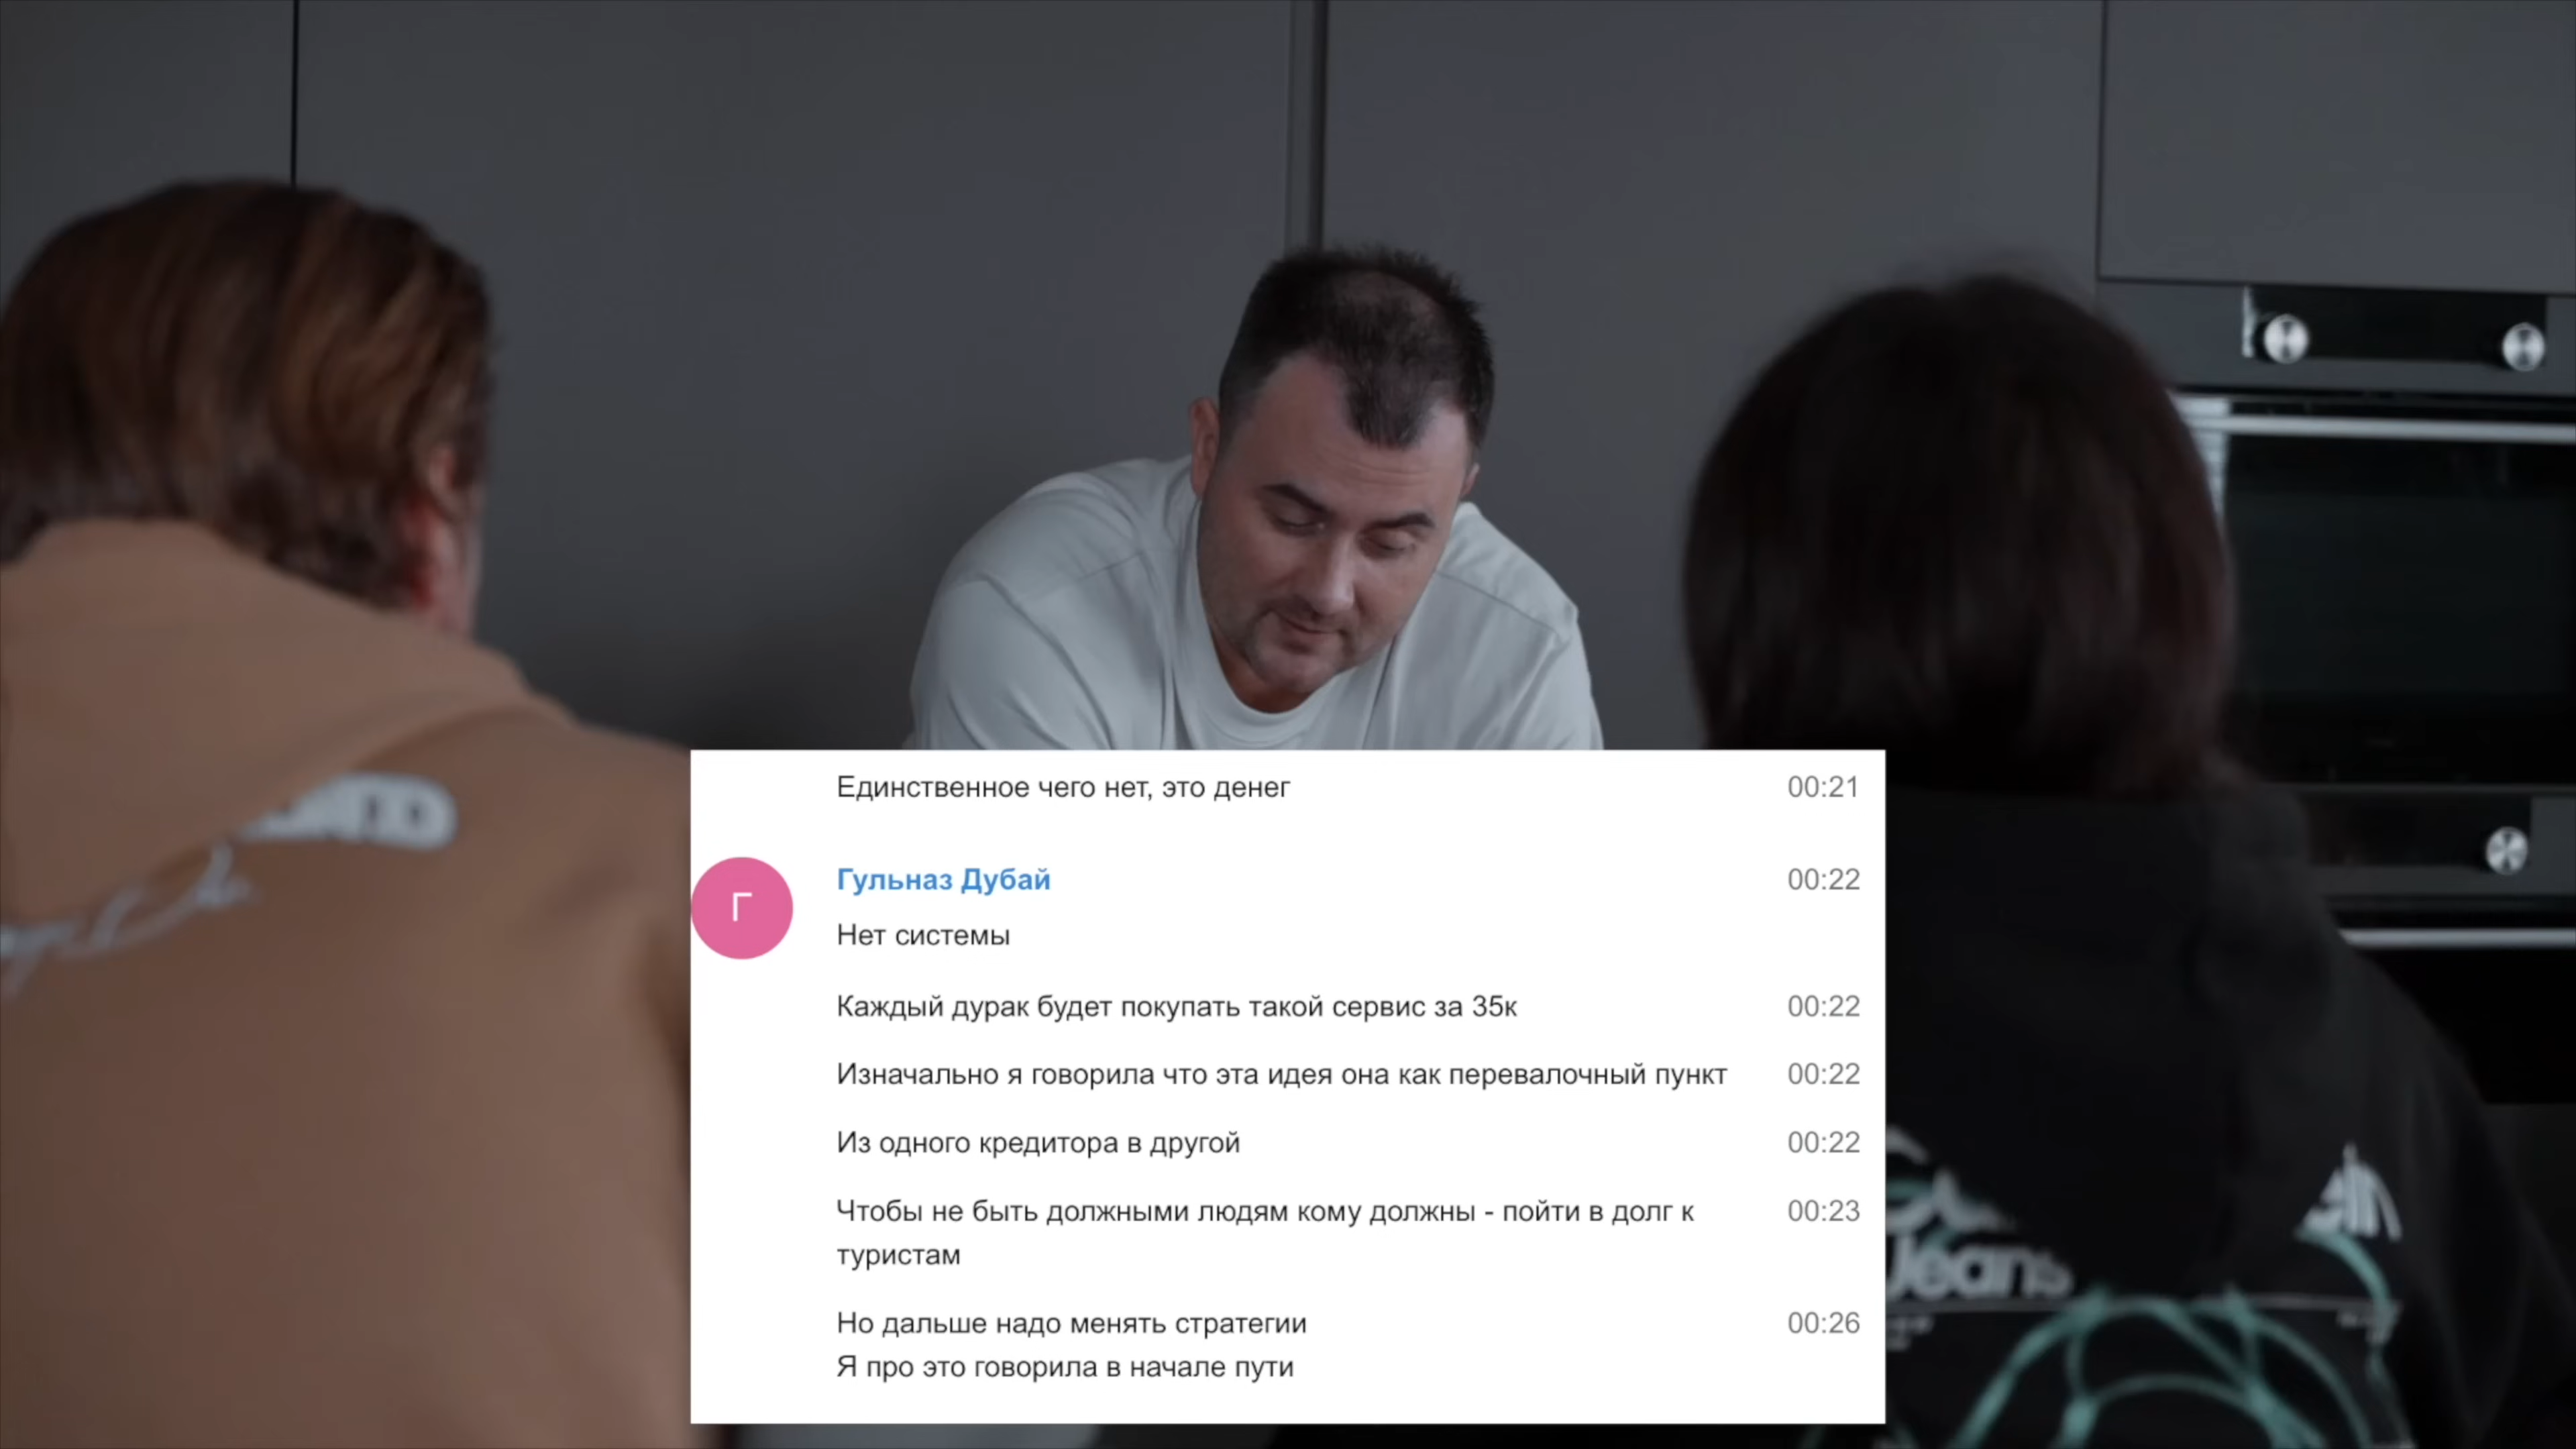 Единственное чего нет, это денег 00:21
Г
Гульназ Дубай 00:22
Нет системы
Каждый дурак будет покупать такой сервис за 35к 00:22
Изначально я говорила что эта идея она как перевалочный пункт 00:22
Из одного кредитора в другой 00:22
Чтобы не быть должными людям кому должны - пойти в долг к 00:23
туристам
Но дальше надо менять стратегии 00:26
Я про это говорила в начале пути
Jeans